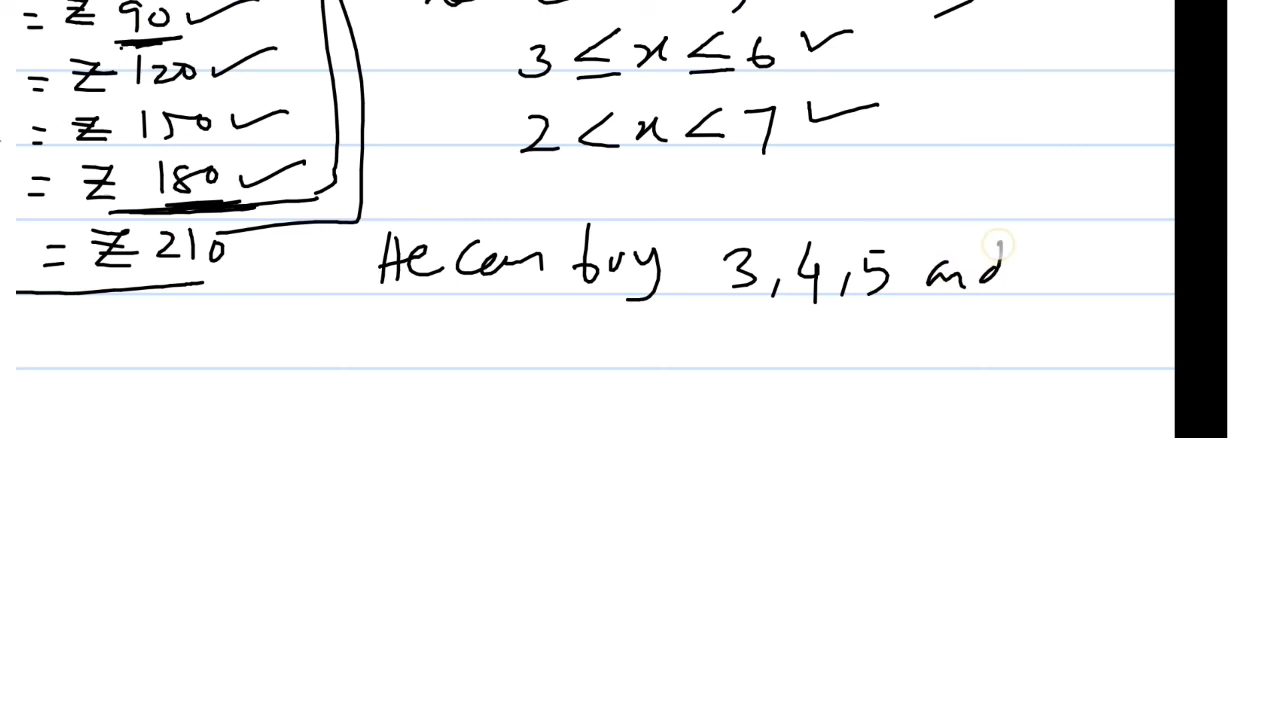 = Z 90 ✓
= Z 120 ✓
= Z 150 ✓
= Z 180 ✓
= Z 210
3 ≤ x ≤ 6 ✓
2 < x < 7 ✓
He can buy 3, 4, 5 and